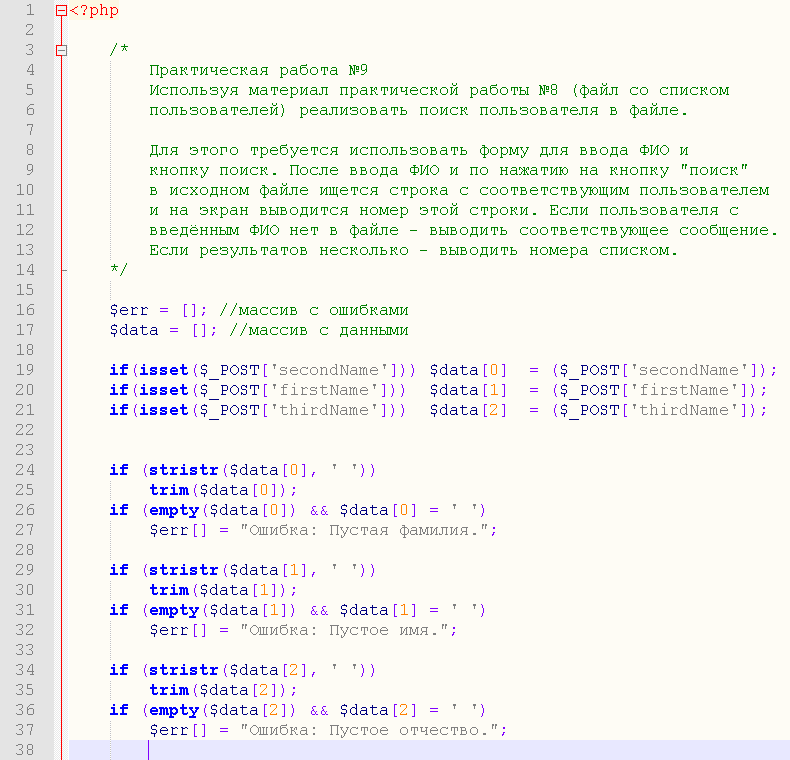 1 <?php
2
3 /*
4 Практическая работа №9
5 Используя материал практической работы №8 (файл со списком
6 пользователей) реализовать поиск пользователя в файле.
7
8 Для этого требуется использовать форму для ввода ФИО и
9 кнопку поиск. После ввода ФИО и по нажатию на кнопку "поиск"
10 в исходном файле ищется строка с соответствующим пользователем
11 и на экран выводится номер этой строки. Если пользователя с
12 введённым ФИО нет в файле - выводить соответствующее сообщение.
13 Если результатов несколько - выводить номера списком.
14 */
15
16 $err = []; //массив с ошибками
17 $data = []; //массив с данными
18
19 if(isset($_POST['secondName'])) $data[0]  = ($_POST['secondName']);
20 if(isset($_POST['firstName']))  $data[1]  = ($_POST['firstName']);
21 if(isset($_POST['thirdName']))  $data[2]  = ($_POST['thirdName']);
22
23
24 if (stristr($data[0], ' '))
25 trim($data[0]);
26 if (empty($data[0]) && $data[0] = ' ')
27 $err[] = "Ошибка: Пустая фамилия.";
28
29 if (stristr($data[1], ' '))
30 trim($data[1]);
31 if (empty($data[1]) && $data[1] = ' ')
32 $err[] = "Ошибка: Пустое имя.";
33
34 if (stristr($data[2], ' '))
35 trim($data[2]);
36 if (empty($data[2]) && $data[2] = ' ')
37 $err[] = "Ошибка: Пустое отчество.";
38